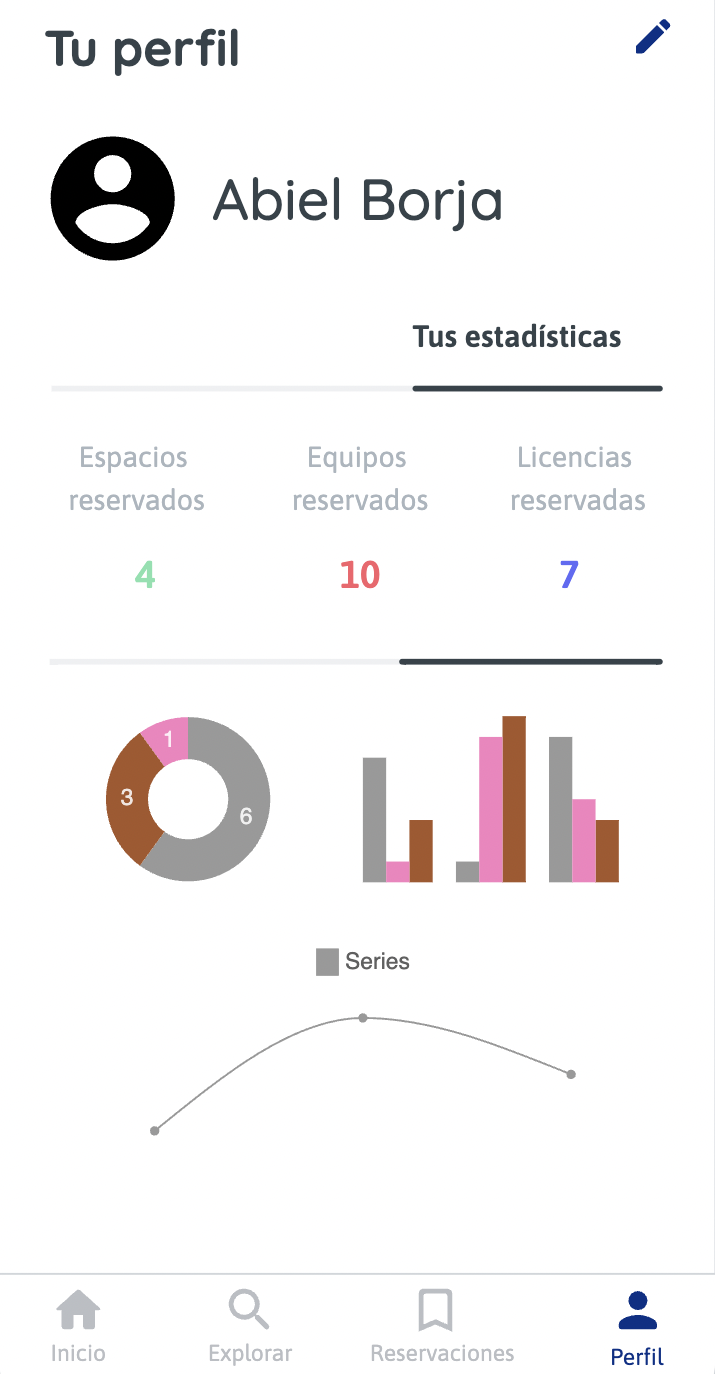 Tu perfil
Abiel Borja
Tus estadísticas
Espacios
reservados
4
Equipos
reservados
10
Licencias
reservadas
7
1
3
6
Series
Inicio
Explorar
Reservaciones
Perfil